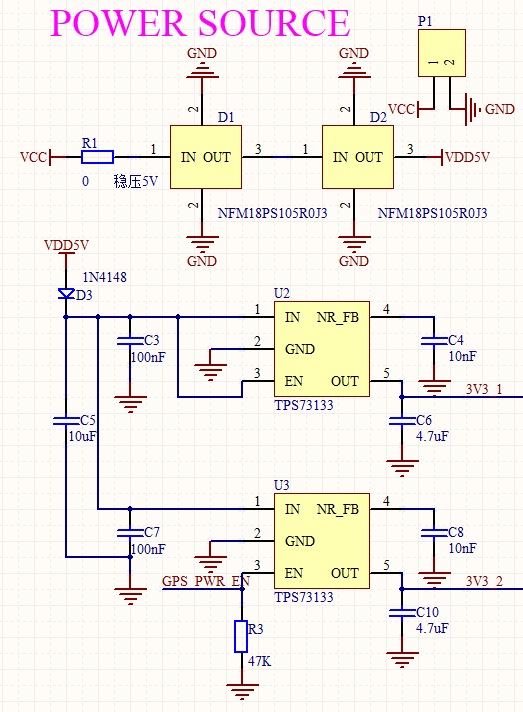 POWER SOURCE
P1
1 2
VCC
GND
GND GND
2 2
R1 D1 D2
VCC 1 IN OUT 3 1 IN OUT 3 VDD5V
0 稳压5V
2 NFM18PS105R0J3 2 NFM18PS105R0J3
GND GND
VDD5V
1N4148
D3
U2
1 IN NR_FB 4
C3 2 GND C4
100nF 10nF
3 EN OUT 5
3V3_1
TPS73133
C5 C6
10uF 4.7uF
U3
1 IN NR_FB 4
C7 2 GND C8
100nF 10nF
3 EN OUT 5
GPS_PWR_EN 3V3_2
TPS73133
C10
R3 4.7uF
47K